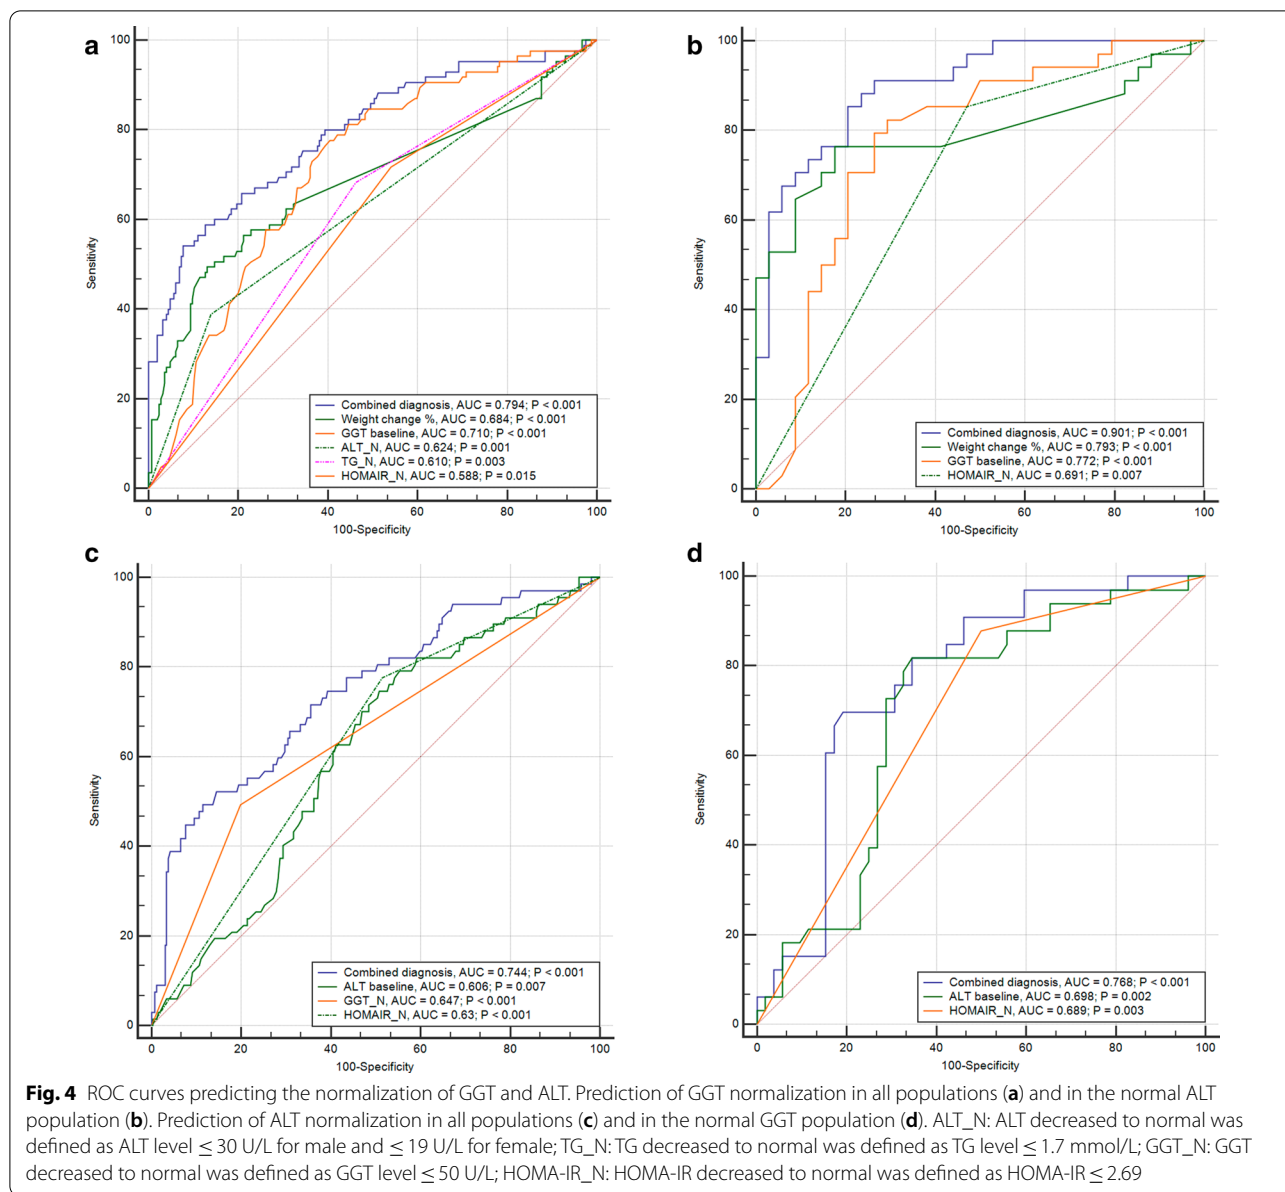 a
100
80
60
40
20
0
Sensitivity
0 20 40 60 80 100
100-Specificity
Combined diagnosis, AUC = 0.794; P < 0.001
Weight change %, AUC = 0.684; P < 0.001
GGT baseline, AUC = 0.710; P < 0.001
ALT_N, AUC = 0.624; P = 0.001
TG_N, AUC = 0.610; P = 0.003
HOMAIR_N, AUC = 0.588; P = 0.015
b
100
80
60
40
20
0
Sensitivity
0 20 40 60 80 100
100-Specificity
Combined diagnosis, AUC = 0.901; P < 0.001
Weight change %, AUC = 0.793; P < 0.001
GGT baseline, AUC = 0.772; P < 0.001
HOMAIR_N, AUC = 0.691; P = 0.007
c
100
80
60
40
20
0
Sensitivity
0 20 40 60 80 100
100-Specificity
Combined diagnosis, AUC = 0.744; P < 0.001
ALT baseline, AUC = 0.606; P = 0.007
GGT_N, AUC = 0.647; P < 0.001
HOMAIR_N, AUC = 0.63; P < 0.001
d
100
80
60
40
20
0
Sensitivity
0 20 40 60 80 100
100-Specificity
Combined diagnosis, AUC = 0.768; P < 0.001
ALT baseline, AUC = 0.698; P = 0.002
HOMAIR_N, AUC = 0.689; P = 0.003
Fig. 4 ROC curves predicting the normalization of GGT and ALT. Prediction of GGT normalization in all populations (a) and in the normal ALT
population (b). Prediction of ALT normalization in all populations (c) and in the normal GGT population (d). ALT_N: ALT decreased to normal was
defined as ALT level ≤ 30 U/L for male and ≤ 19 U/L for female; TG_N: TG decreased to normal was defined as TG level ≤ 1.7 mmol/L; GGT_N: GGT
decreased to normal was defined as GGT level ≤ 50 U/L; HOMA-IR_N: HOMA-IR decreased to normal was defined as HOMA-IR ≤ 2.69